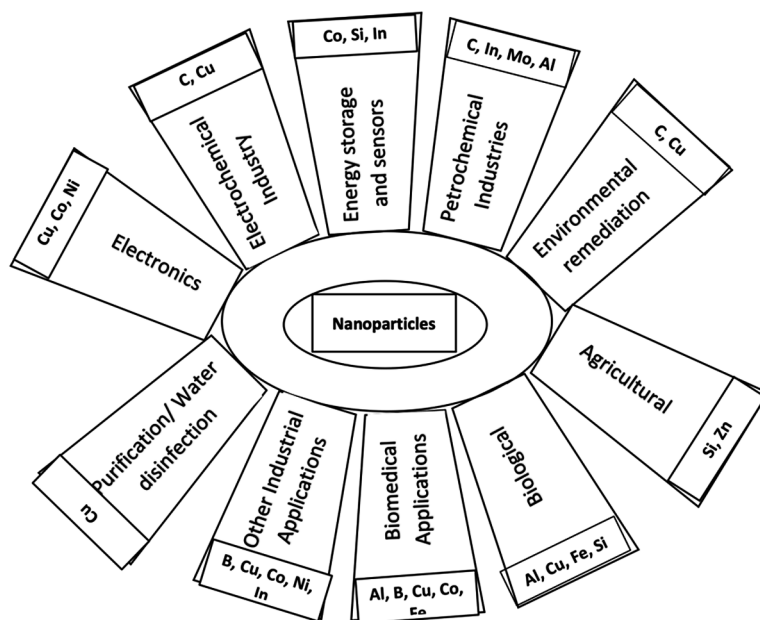 Co, Si, In
Energy storage
and sensors
C, In, Mo, Al
Petrochemical
Industries
C, Cu
Environmental
remediation
Agricultural
Si, Zn
Biological
Al, Cu, Fe, Si
Biomedical
Applications
Al, B, Cu, Co,
Fe
Other Industrial
Applications
B, Cu, Co, Ni,
In
Purification/ Water
disinfection
Cu
Electronics
Cu, Co, Ni
C, Cu
Electrochemical
Industry
Nanoparticles